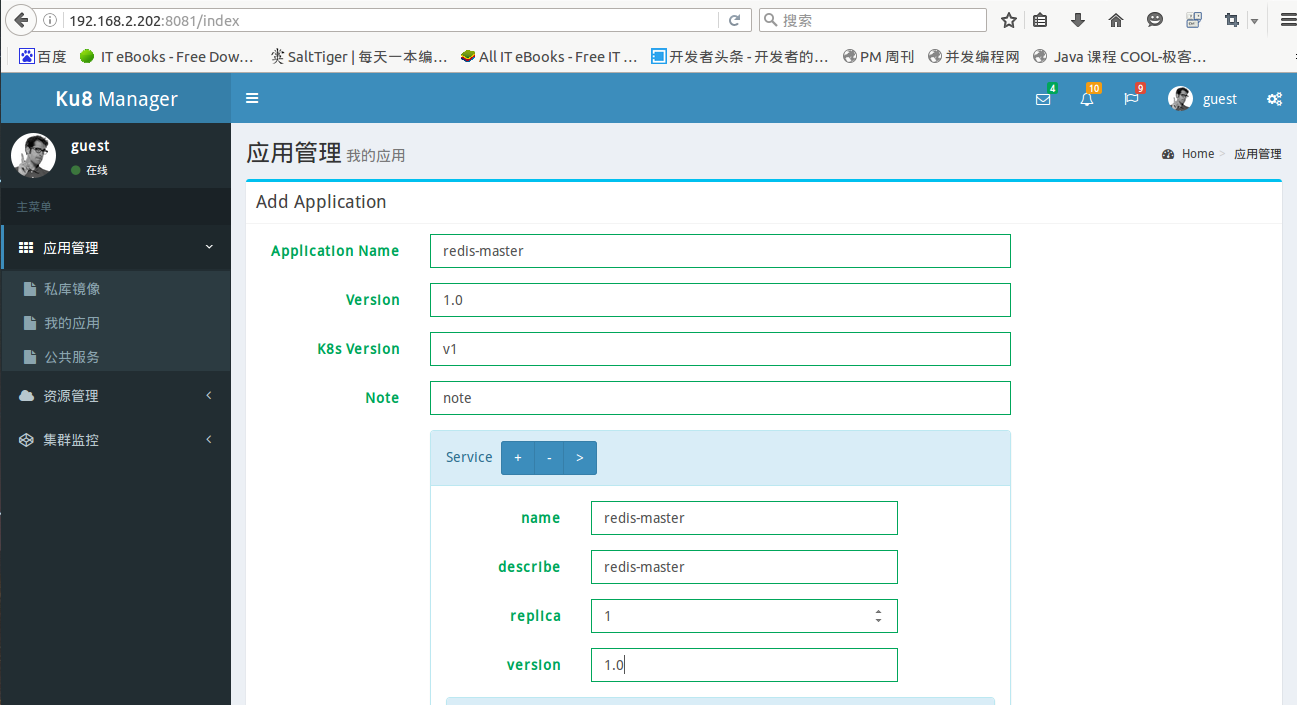 192.168.2.202:8081/index
搜索
百度 IT eBooks - Free Dow... SaltTiger | 每天一本编... All IT eBooks - Free IT ... 开发者头条 - 开发者的... PM 周刊 并发编程网 Java 课程 COOL-极客...
Ku8 Manager
4 10 9 guest
guest
在线
应用管理 我的应用
Home > 应用管理
主菜单
应用管理
私库镜像
我的应用
公共服务
资源管理
集群监控
Add Application
Application Name redis-master
Version 1.0
K8s Version v1
Note note
Service + - >
name redis-master
describe redis-master
replica 1
version 1.0